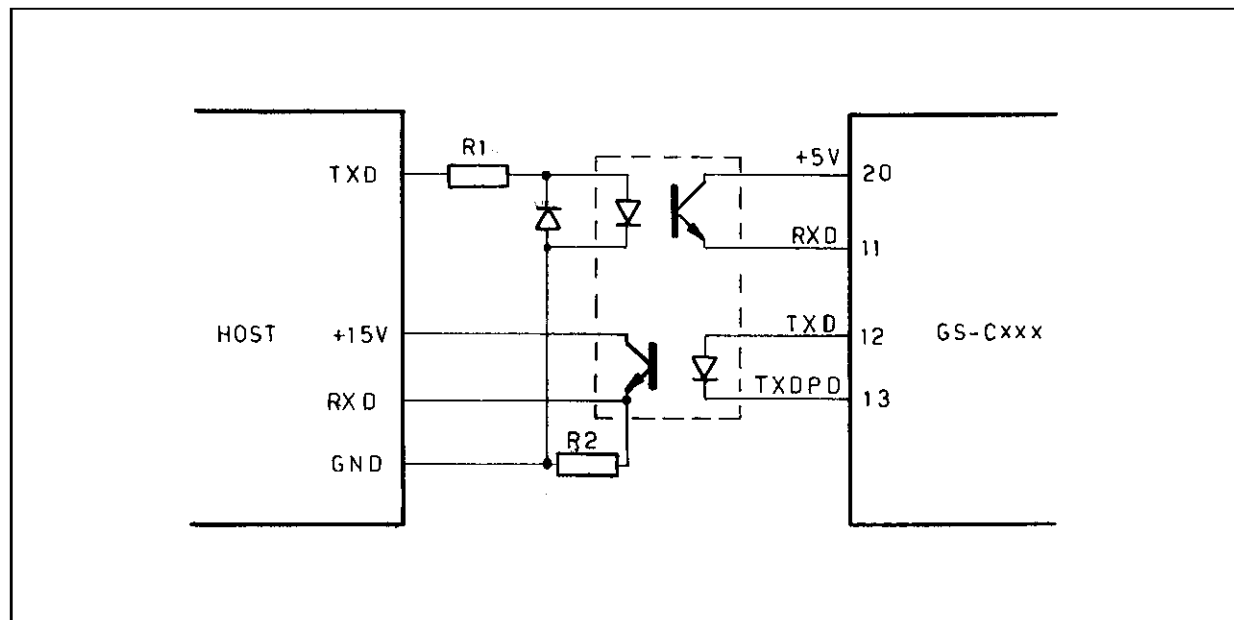 R1
TXD
+5V
20
RXD
11
HOST
+15V
TXD
12
GS-Cxxx
RXD
TXDPD
13
R2
GND